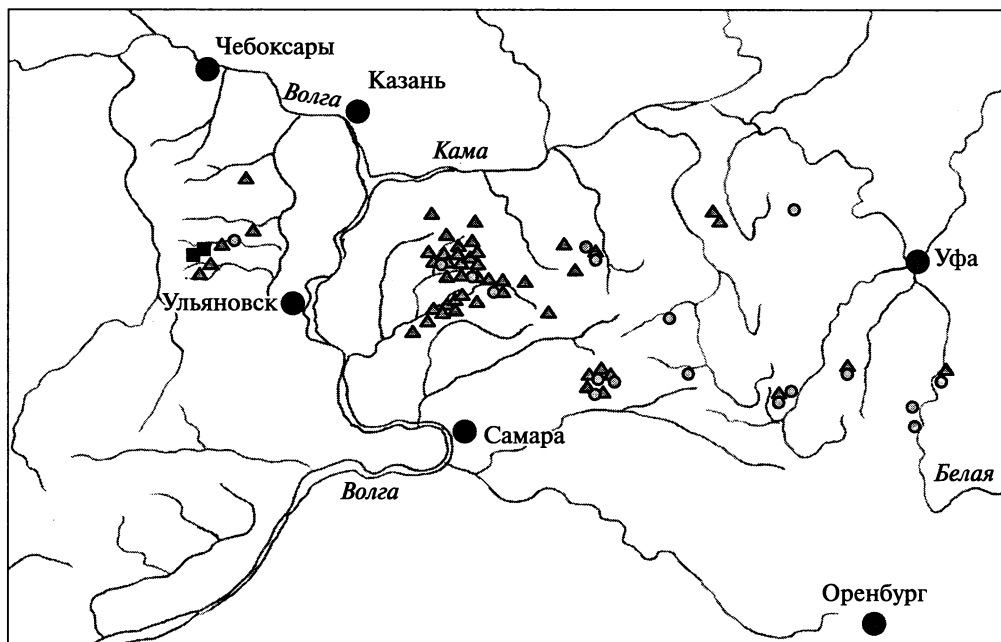 Чебоксары
Казань
Волга
Кама
Уфа
Ульяновск
Самара
Волга
Белая
Оренбург